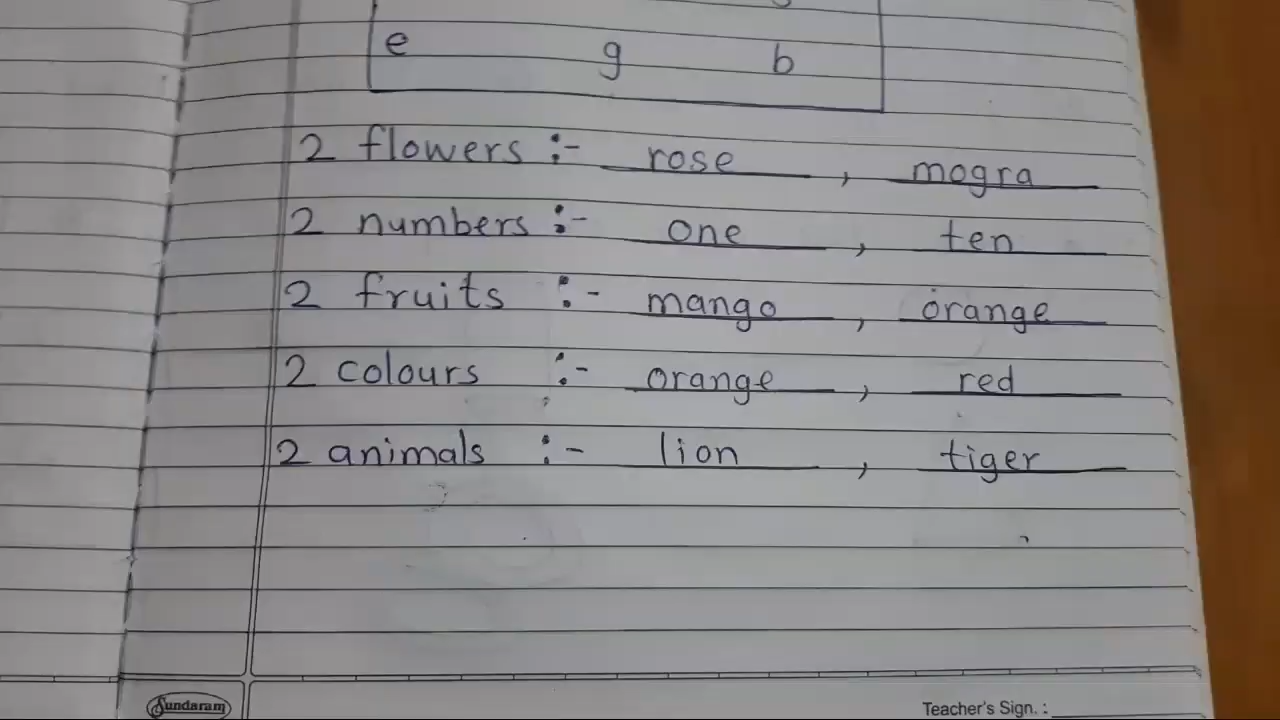 e g b
2 flowers :- rose , mogra
2 numbers :- one , ten
2 fruits :- mango , orange
2 colours :- orange , red
2 animals :- lion , tiger
Sundaram Teacher's Sign. :